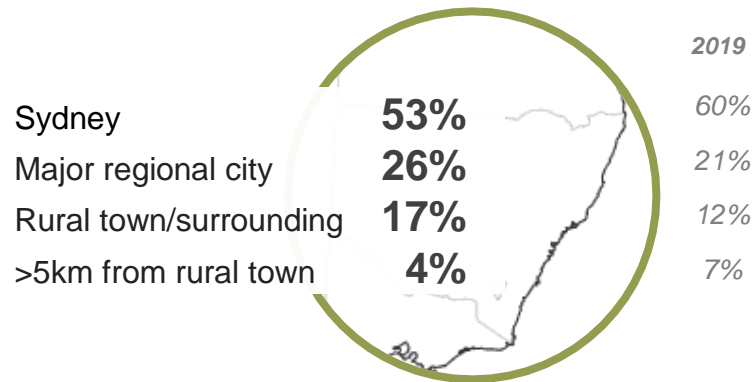 2019
Sydney 53% 60%
Major regional city 26% 21%
Rural town/surrounding 17% 12%
>5km from rural town 4% 7%